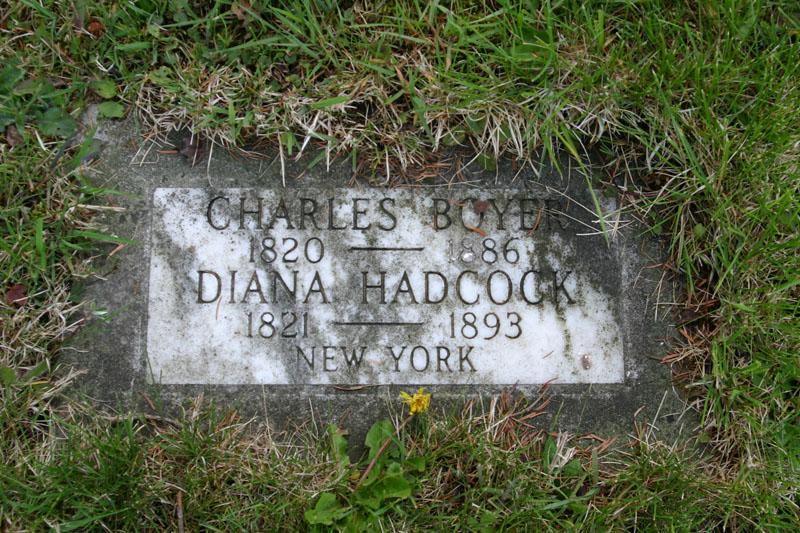 CHARLES BOYER
1820 — 1886
DIANA HADCOCK
1821 — 1893
NEW YORK